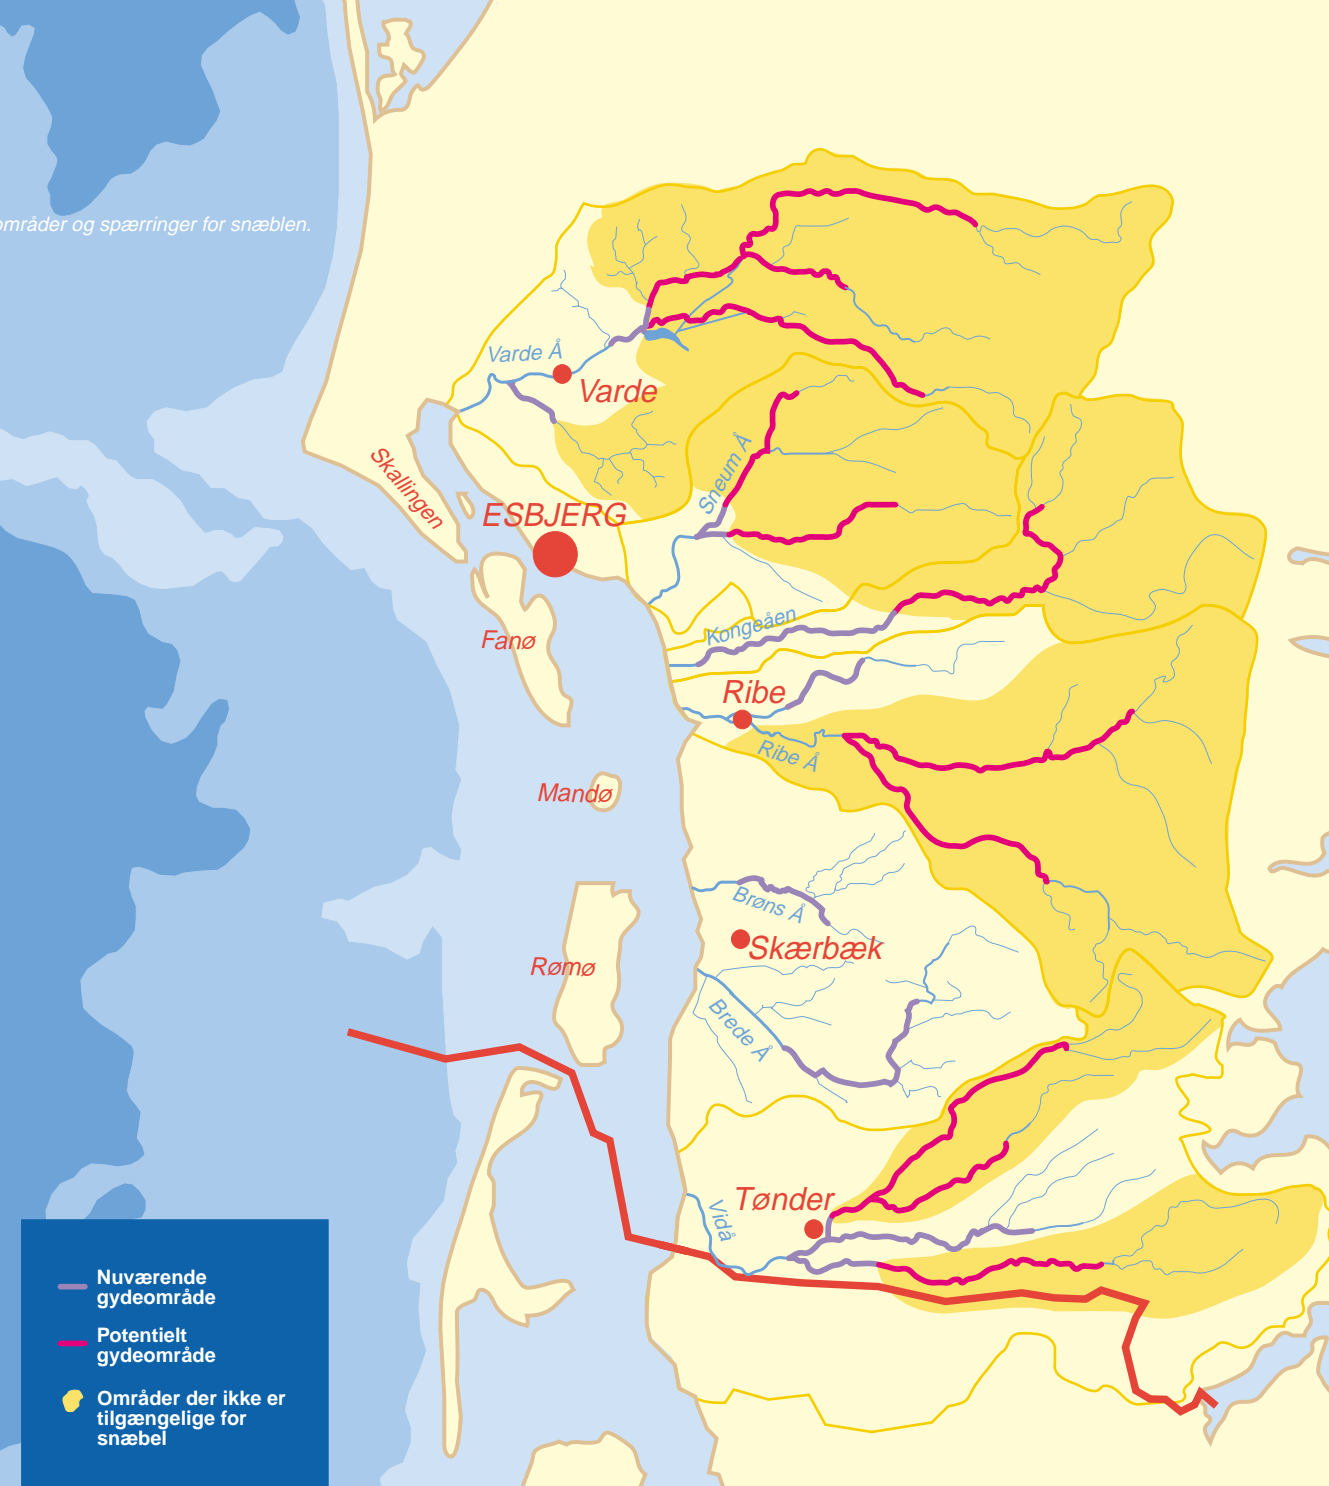 områder og spærringer for snæblen.
Varde Å
Varde
Skallingen
Sneum Å
ESBJERG
Kongeåen
Fanø
Ribe
Ribe Å
Mandø
Brøns Å
Skærbæk
Rømø
Brede Å
Tønder
Vidå
Nuværende
gydeområde
Potentielt
gydeområde
Områder der ikke er
tilgængelige for
snæbel